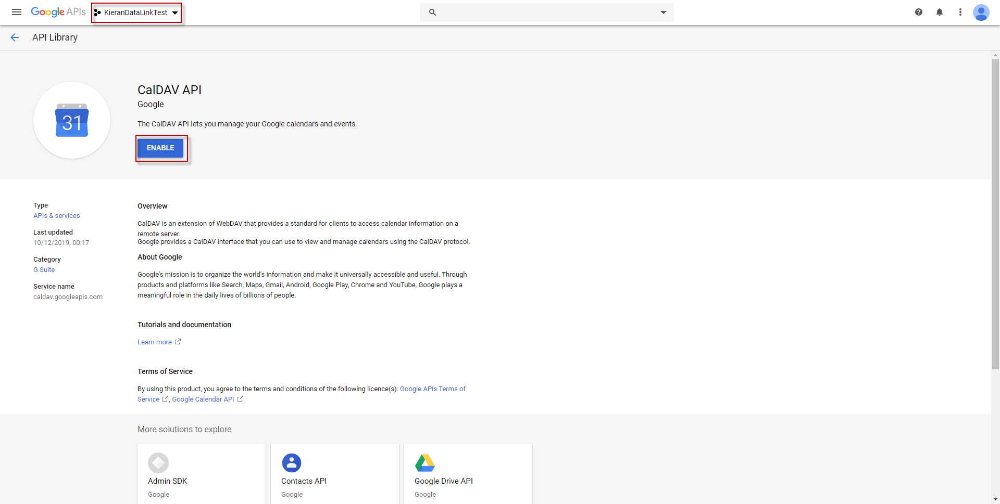 Google APIs KieranDataLinkTest
API Library
31
CalDAV API
Google
The CalDAV API lets you manage your Google calendars and events.
ENABLE
Type
APIs & services
Last updated
10/12/2019, 00:17
Category
G Suite
Service name
caldav.googleapis.com
Overview
CalDAV is an extension of WebDAV that provides a standard for clients to access calendar information on a
remote server.
Google provides a CalDAV interface that you can use to view and manage calendars using the CalDAV protocol.
About Google
Google's mission is to organize the world's information and make it universally accessible and useful. Through
products and platforms like Search, Maps, Gmail, Android, Google Play, Chrome and YouTube, Google plays a
meaningful role in the daily lives of billions of people.
Tutorials and documentation
Learn more
Terms of Service
By using this product, you agree to the terms and conditions of the following licence(s): Google APIs Terms of
Service , Google Calendar API
More solutions to explore
Admin SDK
Google
Contacts API
Google
Google Drive API
Google